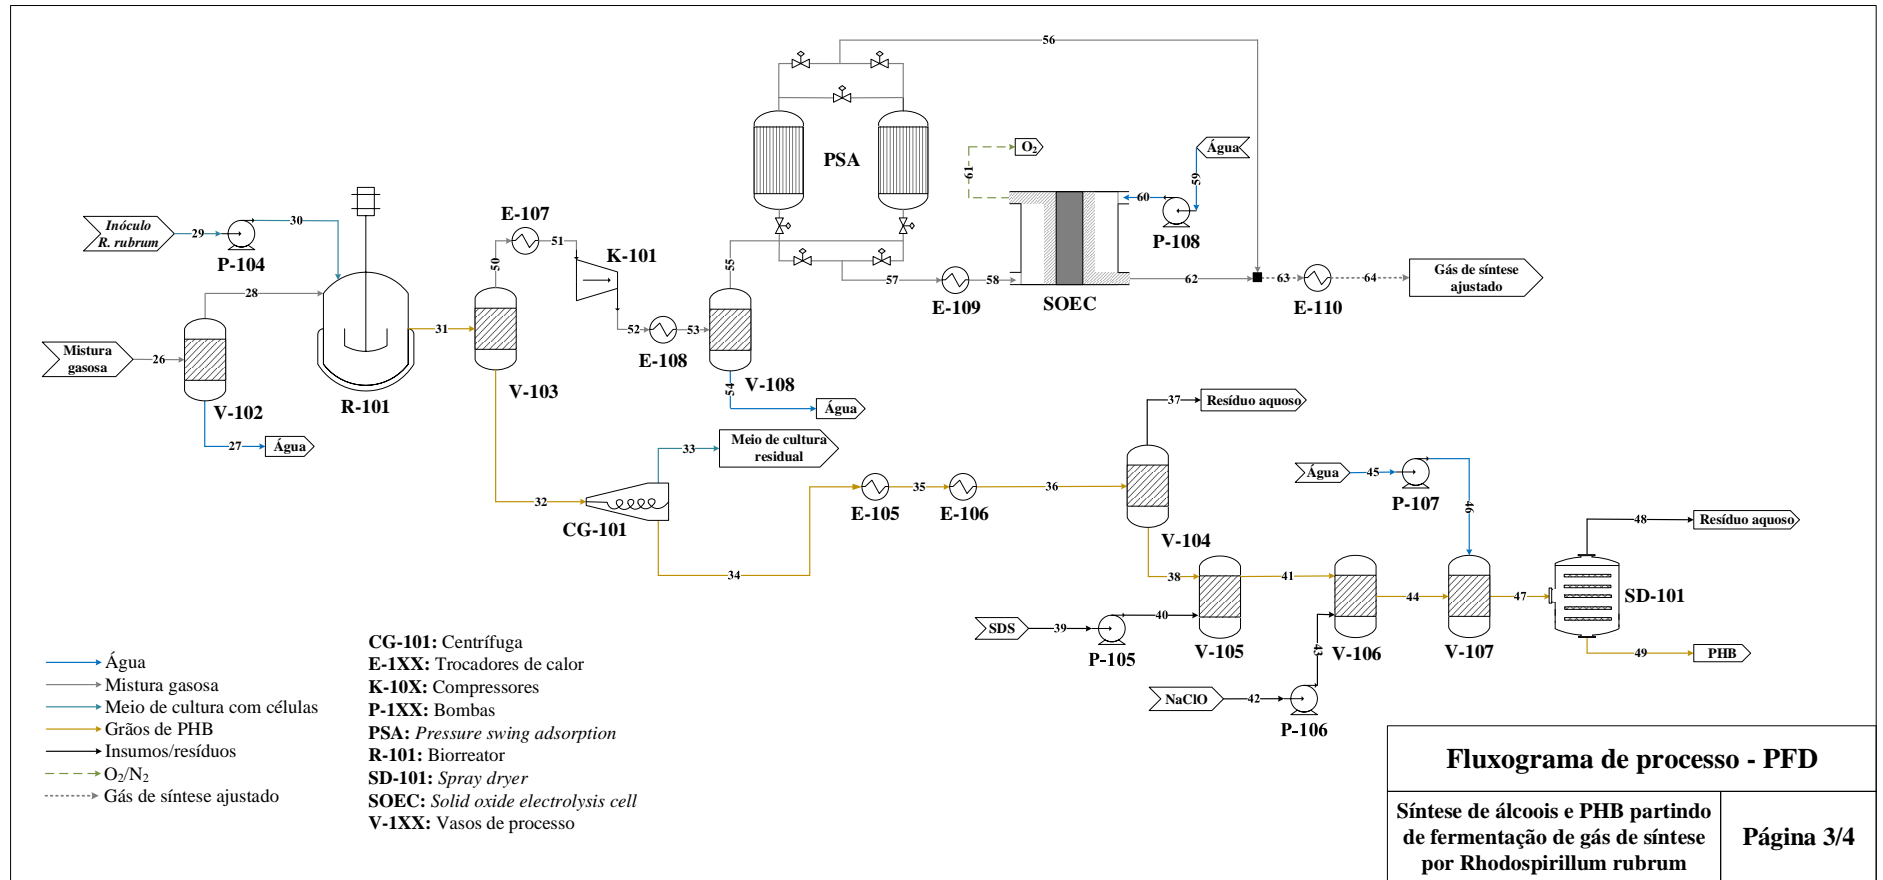 56
PSA
O₂
Água
61
59
60
P-108
Inóculo
R. rubrum
29
30
P-104
E-107
50
51
K-101
55
57
58
E-109
SOEC
62
63
64
E-110
Gás de síntese
ajustado
28
Mistura
gasosa
26
V-102
27
Água
R-101
31
V-103
52
53
E-108
V-108
54
Água
37
Resíduo aquoso
33
Meio de cultura
residual
32
CG-101
34
35
36
E-105
E-106
V-104
Água
45
P-107
46
48
Resíduo aquoso
38
41
44
47
SD-101
SDS
39
40
P-105
V-105
43
V-106
V-107
49
PHB
NaClO
42
P-106
Água
Mistura gasosa
Meio de cultura com células
Grãos de PHB
Insumos/resíduos
O₂/N₂
Gás de síntese ajustado
CG-101: Centrífuga
E-1XX: Trocadores de calor
K-10X: Compressores
P-1XX: Bombas
PSA: Pressure swing adsorption
R-101: Biorreator
SD-101: Spray dryer
SOEC: Solid oxide electrolysis cell
V-1XX: Vasos de processo
Fluxograma de processo - PFD
Síntese de álcoois e PHB partindo
de fermentação de gás de síntese
por Rhodospirillum rubrum
Página 3/4